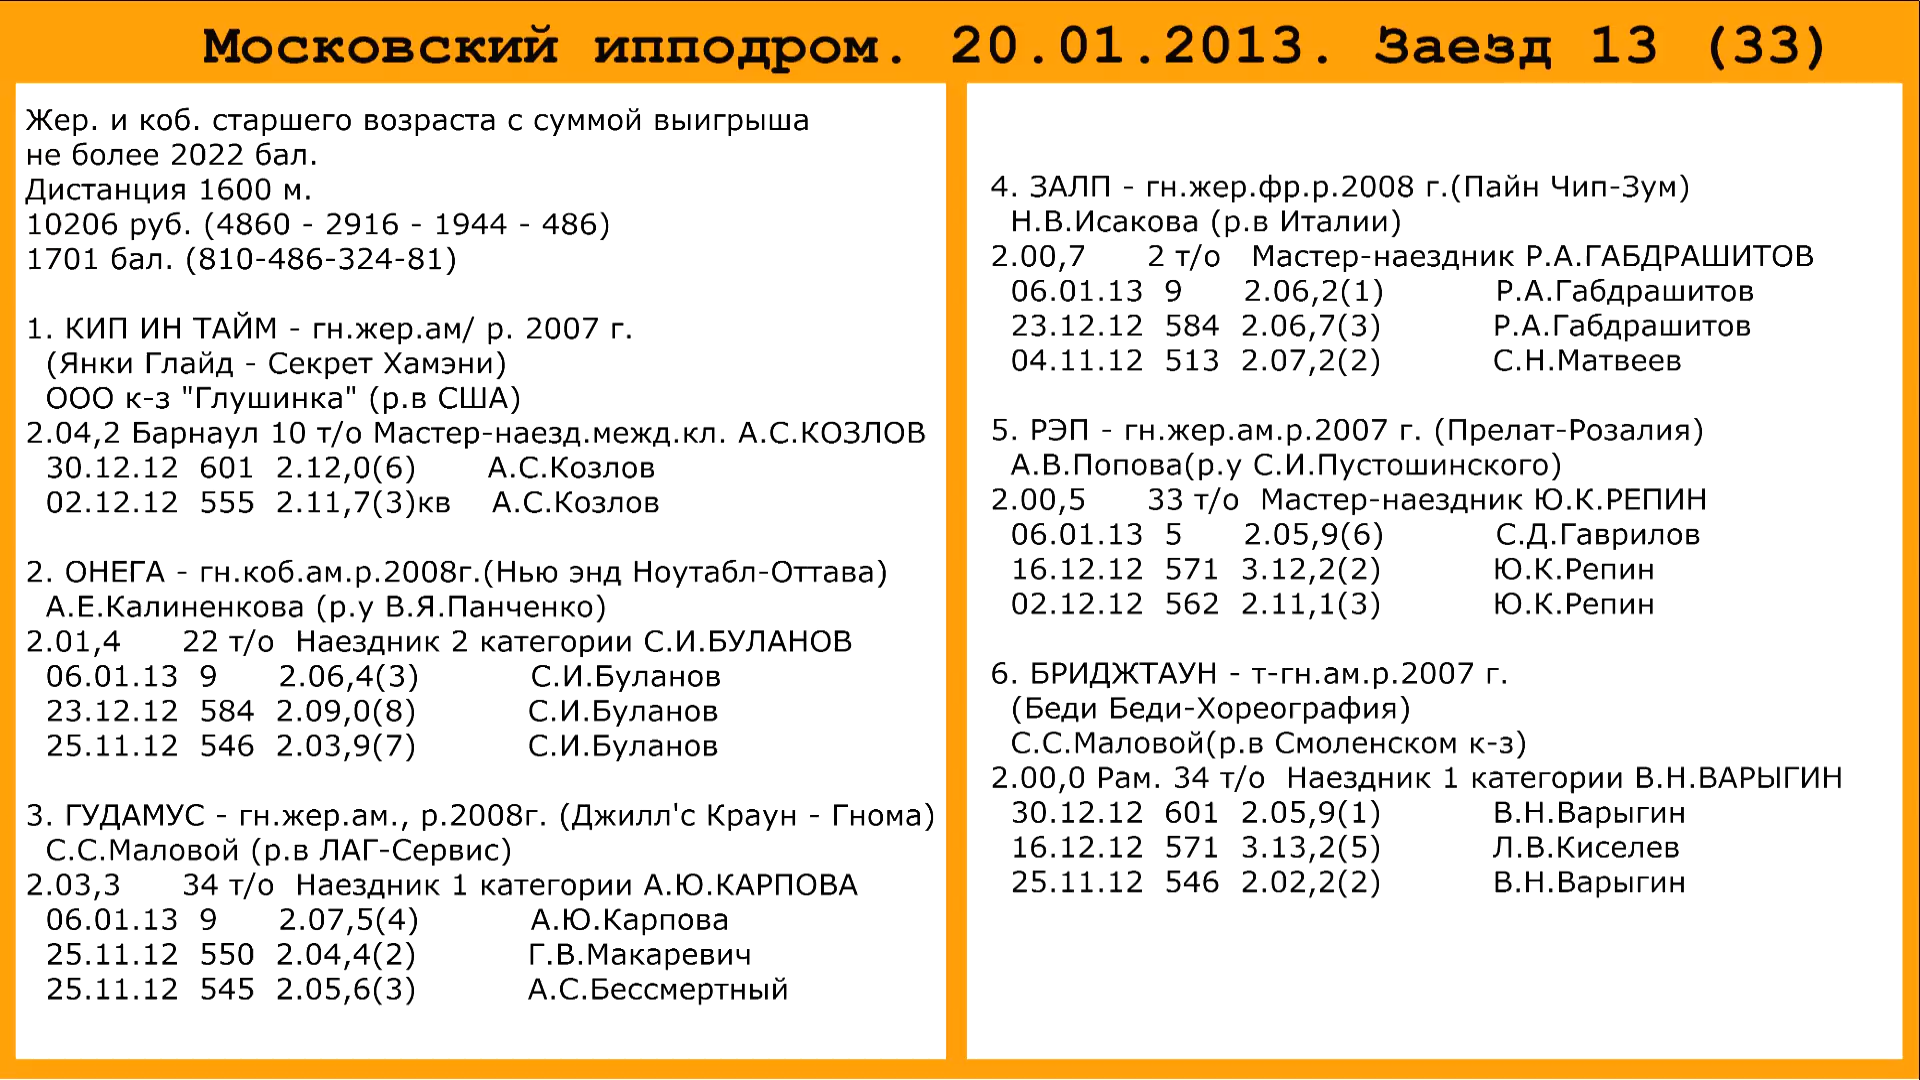 Московский ипподром. 20.01.2013. Заезд 13 (33)
Жер. и коб. старшего возраста с суммой выигрыша
не более 2022 бал.
Дистанция 1600 м.
10206 руб. (4860 - 2916 - 1944 - 486)
1701 бал. (810-486-324-81)
1. КИП ИН ТАЙМ - гн.жер.ам/ р. 2007 г.
(Янки Глайд - Секрет Хамэни)
ООО к-з "Глушинка" (р.в США)
2.04,2 Барнаул 10 т/о Мастер-наезд.межд.кл. А.С.КОЗЛОВ
30.12.12 601 2.12,0(6) А.С.Козлов
02.12.12 555 2.11,7(3)кв А.С.Козлов
2. ОНЕГА - гн.коб.ам.р.2008г.(Нью энд Ноутабл-Оттава)
А.Е.Калиненкова (р.у В.Я.Панченко)
2.01,4 22 т/о Наездник 2 категории С.И.БУЛАНОВ
06.01.13 9 2.06,4(3) С.И.Буланов
23.12.12 584 2.09,0(8) С.И.Буланов
25.11.12 546 2.03,9(7) С.И.Буланов
3. ГУДАМУС - гн.жер.ам., р.2008г. (Джилл'с Краун - Гнома)
С.С.Маловой (р.в ЛАГ-Сервис)
2.03,3 34 т/о Наездник 1 категории А.Ю.КАРПОВА
06.01.13 9 2.07,5(4) А.Ю.Карпова
25.11.12 550 2.04,4(2) Г.В.Макаревич
25.11.12 545 2.05,6(3) А.С.Бессмертный
4. ЗАЛП - гн.жер.фр.р.2008 г.(Пайн Чип-Зум)
Н.В.Исакова (р.в Италии)
2.00,7 2 т/о Мастер-наездник Р.А.ГАБДРАШИТОВ
06.01.13 9 2.06,2(1) Р.А.Габдрашитов
23.12.12 584 2.06,7(3) Р.А.Габдрашитов
04.11.12 513 2.07,2(2) С.Н.Матвеев
5. РЭП - гн.жер.ам.р.2007 г. (Прелат-Розалия)
А.В.Попова(р.у С.И.Пустошинского)
2.00,5 33 т/о Мастер-наездник Ю.К.РЕПИН
06.01.13 5 2.05,9(6) С.Д.Гаврилов
16.12.12 571 3.12,2(2) Ю.К.Репин
02.12.12 562 2.11,1(3) Ю.К.Репин
6. БРИДЖТАУН - т-гн.ам.р.2007 г.
(Беди Беди-Хореография)
С.С.Маловой(р.в Смоленском к-з)
2.00,0 Рам. 34 т/о Наездник 1 категории В.Н.ВАРЫГИН
30.12.12 601 2.05,9(1) В.Н.Варыгин
16.12.12 571 3.13,2(5) Л.В.Киселев
25.11.12 546 2.02,2(2) В.Н.Варыгин